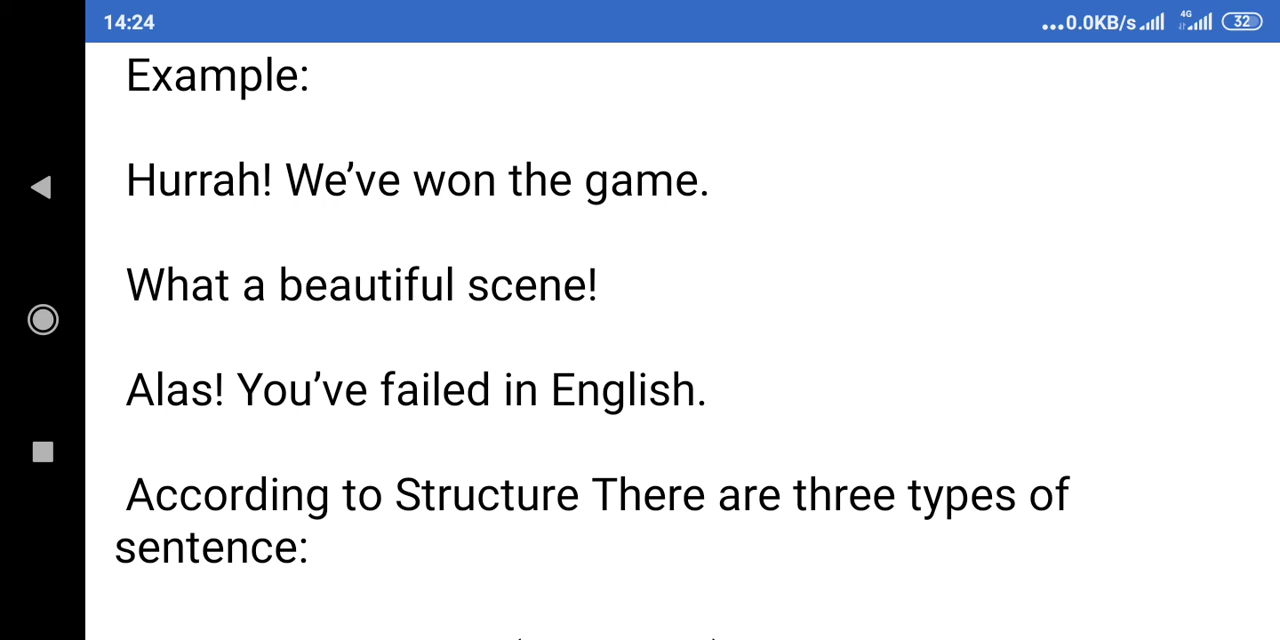 14:24
...0.0KB/s 4G 32
Example:
Hurrah! We’ve won the game.
What a beautiful scene!
Alas! You’ve failed in English.
According to Structure There are three types of
sentence: